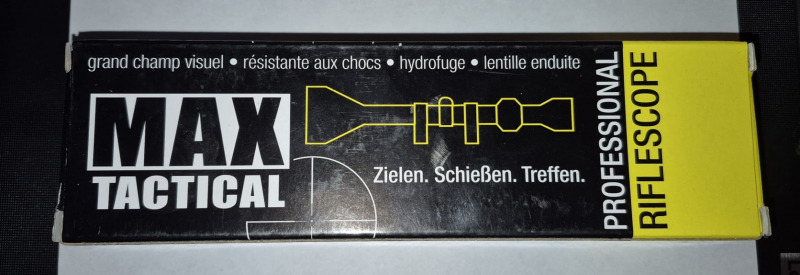 grand champ visuel • résistante aux chocs • hydrofuge • lentille enduite
MAX
TACTICAL
Zielen. Schießen. Treffen.
PROFESSIONAL
RIFLESCOPE